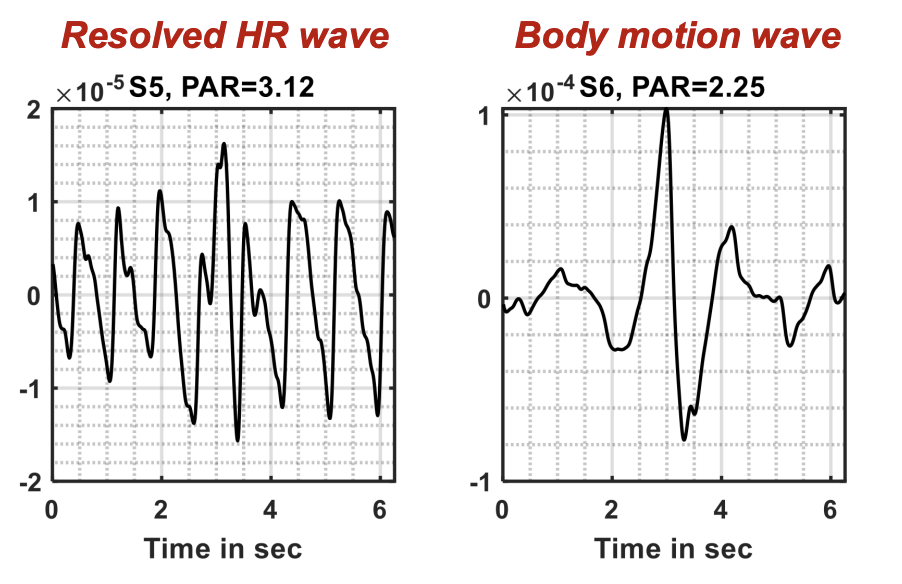 Resolved HR wave
Body motion wave
×10⁻⁵ S5, PAR=3.12
2
1
0
-1
-2
0 2 4 6
Time in sec
×10⁻⁴ S6, PAR=2.25
1
0
-1
0 2 4 6
Time in sec